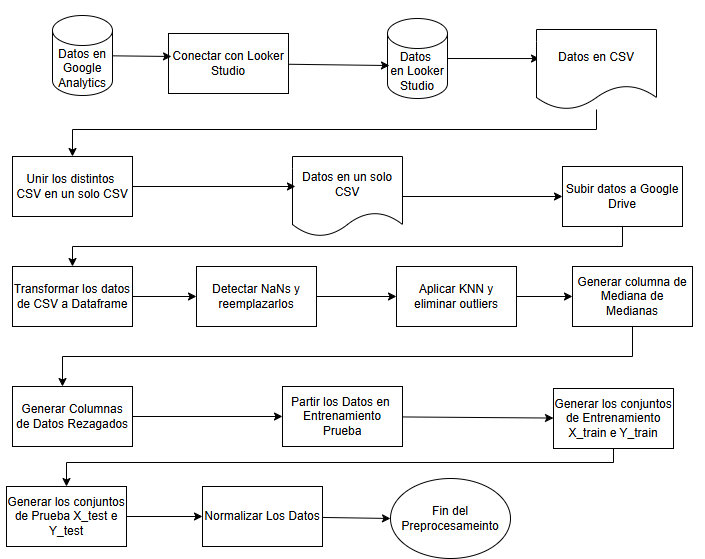 Datos en
Google
Analytics
Conectar con Looker
Studio
Datos
en Looker
Studio
Datos en CSV
Unir los distintos
CSV en un solo CSV
Datos en un solo
CSV
Subir datos a Google
Drive
Transformar los datos
de CSV a Dataframe
Detectar NaNs y
reemplazarlos
Aplicar KNN y
eliminar outliers
Generar columna de
Mediana de
Medianas
Generar Columnas
de Datos Rezagados
Partir los Datos en
Entrenamiento
Prueba
Generar los conjuntos
de Entrenamiento
X_train e Y_train
Generar los conjuntos
de Prueba X_test e
Y_test
Normalizar Los Datos
Fin del
Preprocesameinto